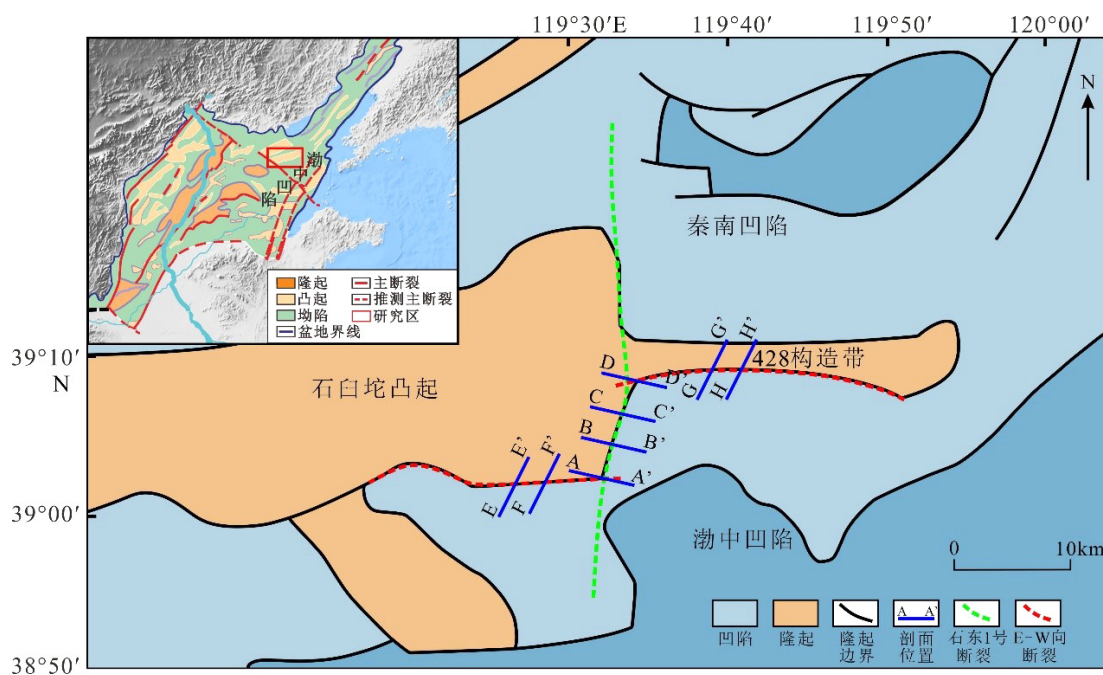 119°30′E
119°40′
119°50′
120°00′
N
渤
中
凹
陷
隆起
主断裂
凸起
推测主断裂
坳陷
研究区
盆地界线
秦南凹陷
39°10′
N
石臼坨凸起
G’
H’
428构造带
D
D’
G
H
C
C’
B
B’
E’
F’
A
A’
E
F
39°00′
渤中凹陷
0
10km
A A’
凹陷
隆起
隆起
边界
剖面
位置
石东1号
断裂
E-W向
断裂
38°50′